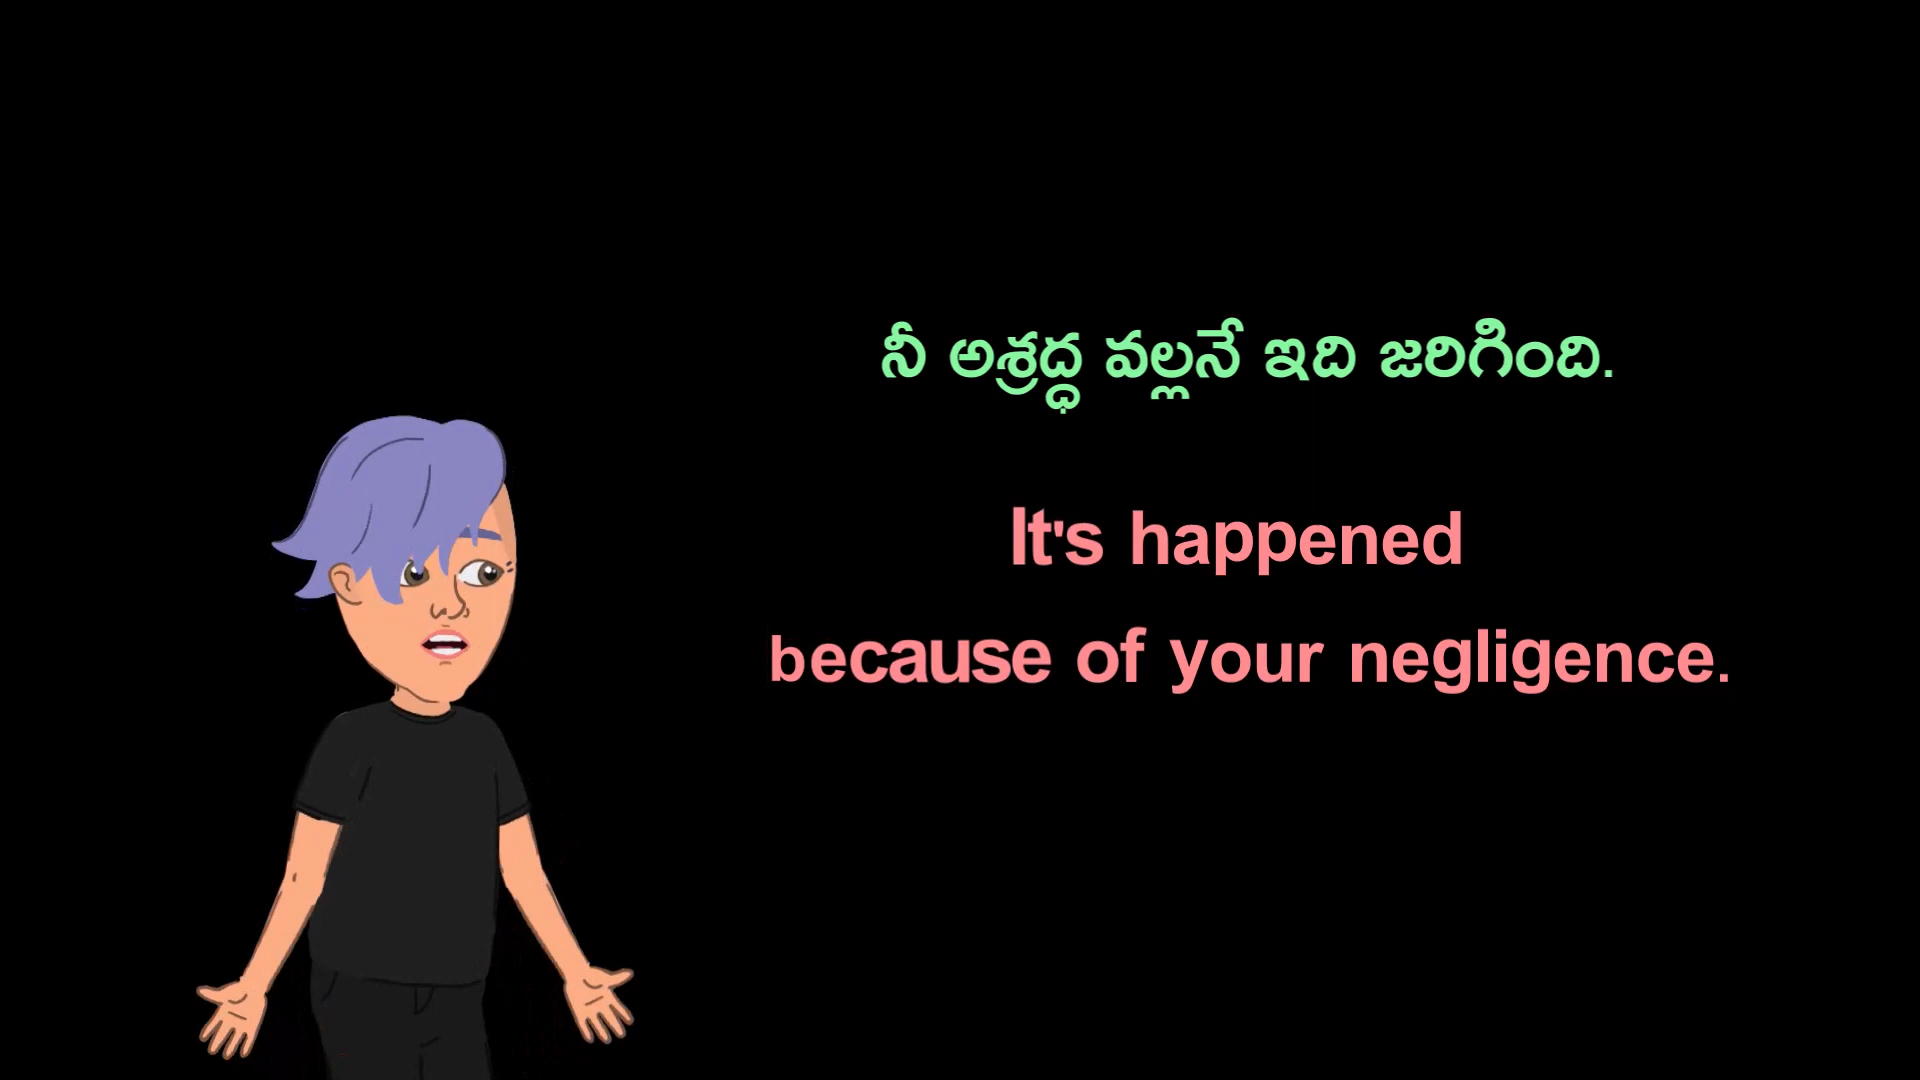 నీ అశ్రద్ధ వల్లనే ఇది జరిగింది.
It's happened
because of your negligence.